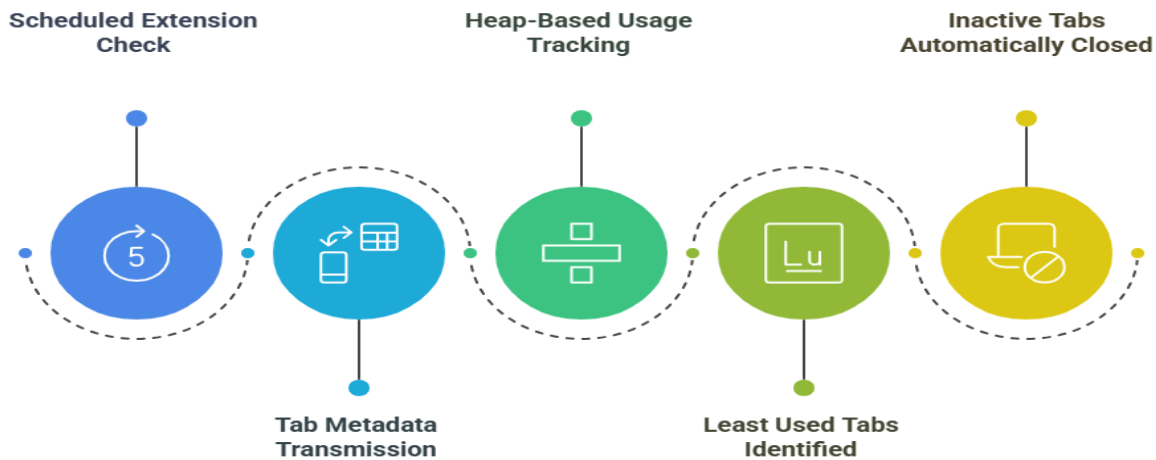 Scheduled Extension
Check
5
Tab Metadata
Transmission
Heap-Based Usage
Tracking
Lu
Least Used Tabs
Identified
Inactive Tabs
Automatically Closed